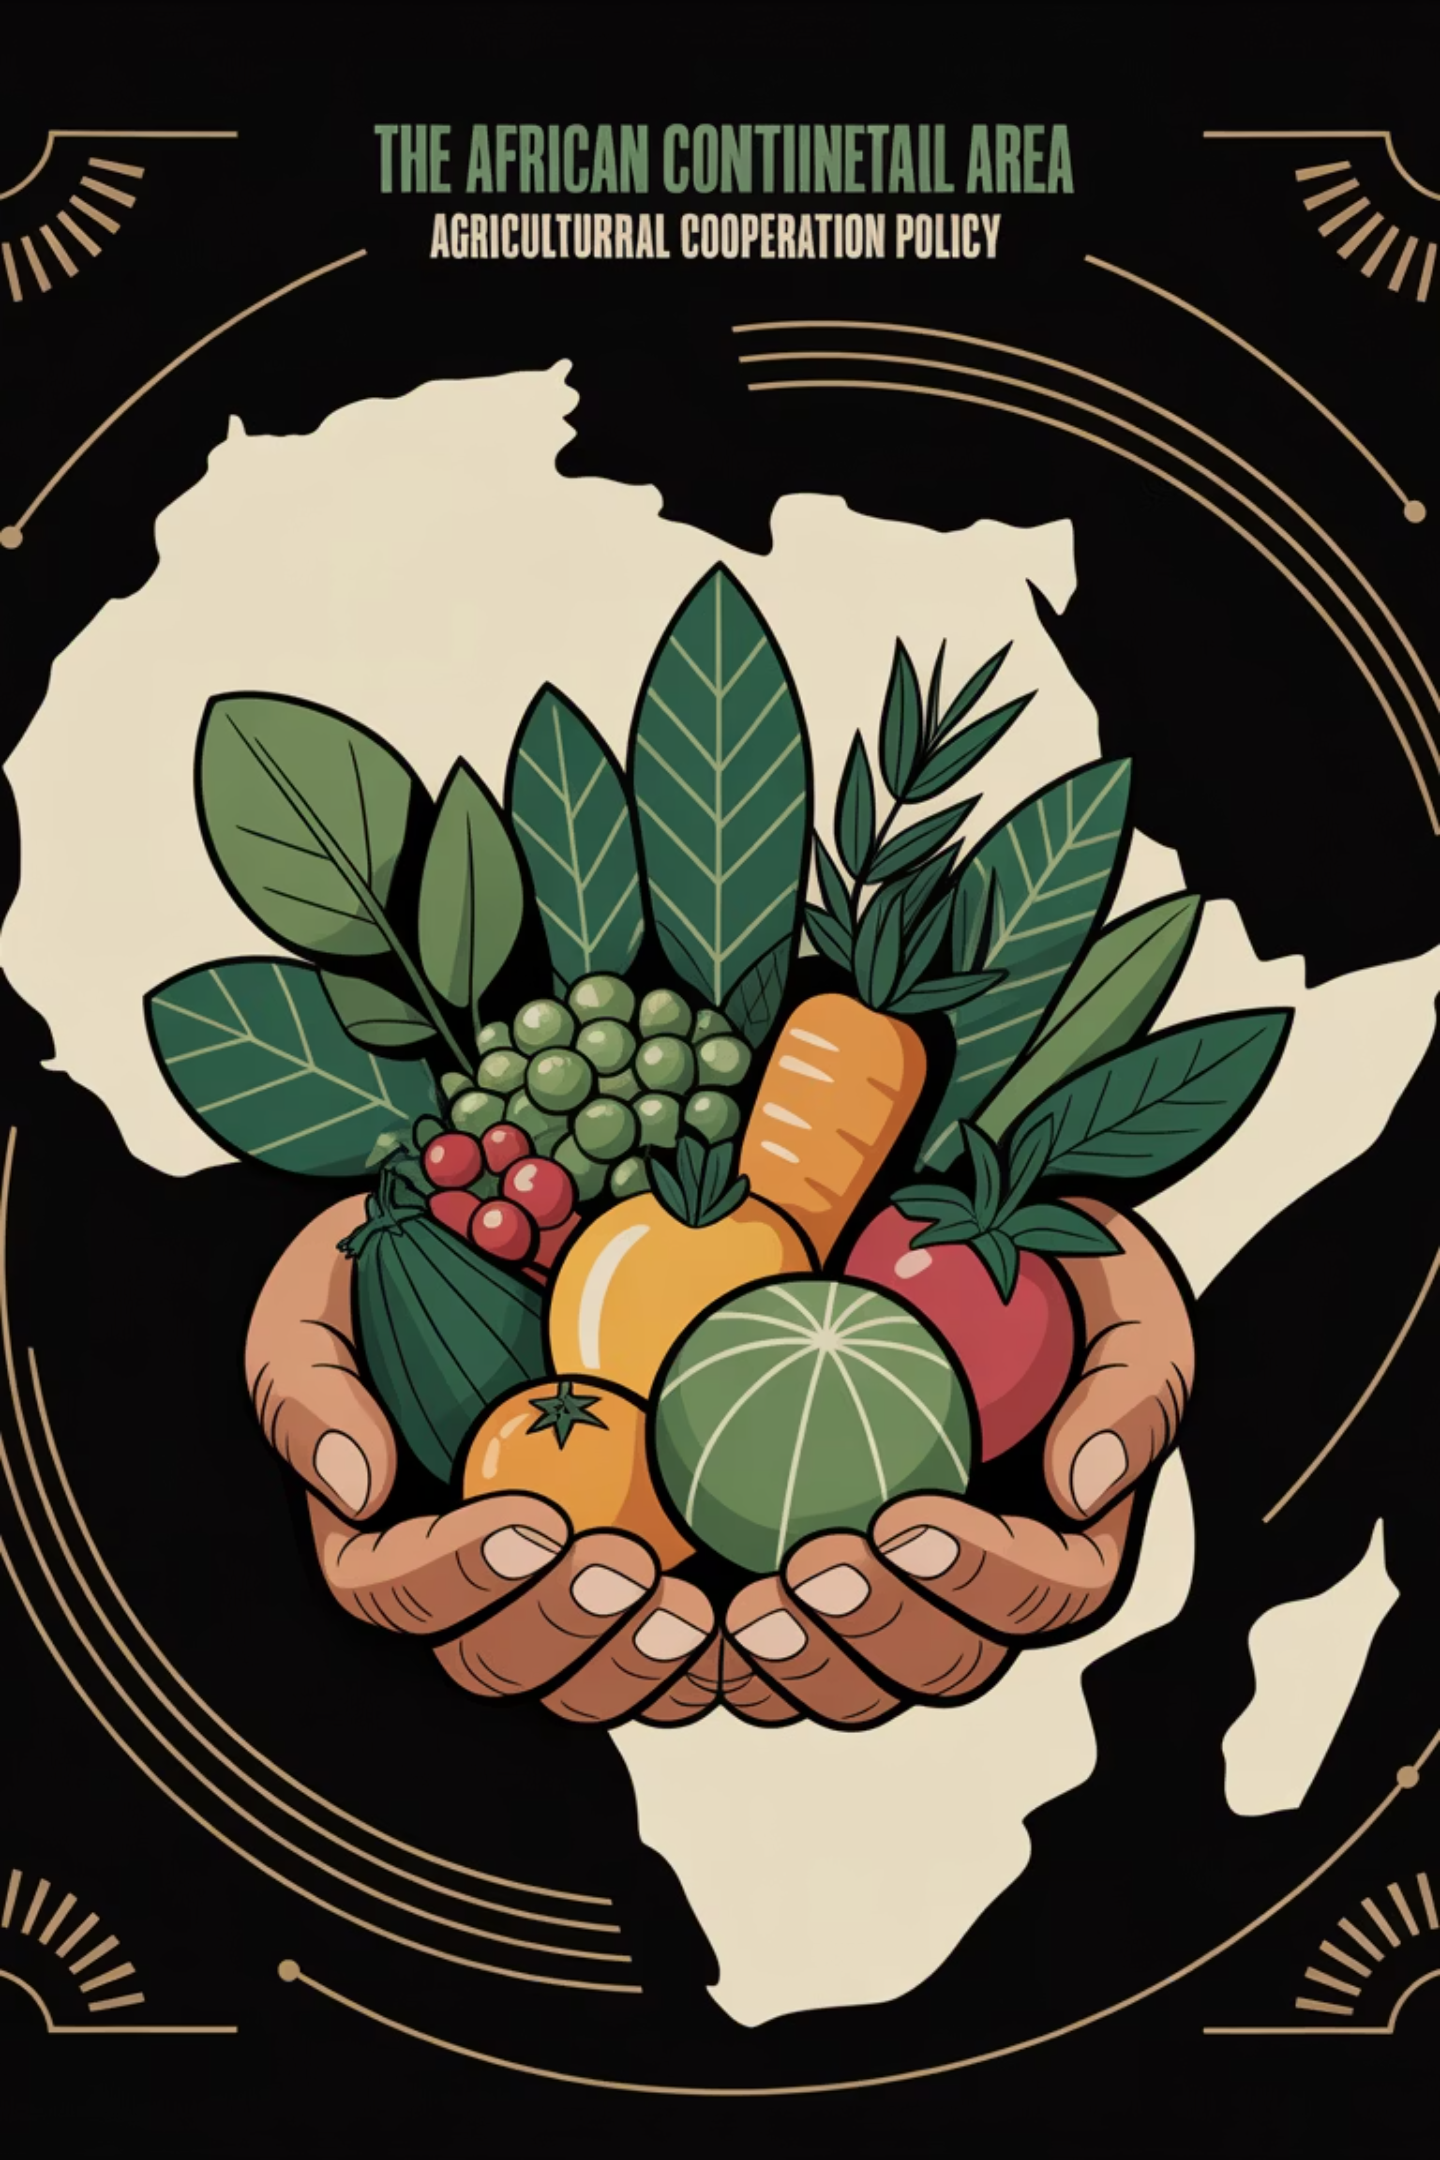 THE AFRICAN CONTIINETAIL AREA
AGRICULTURRAL COOPERATION POLICY